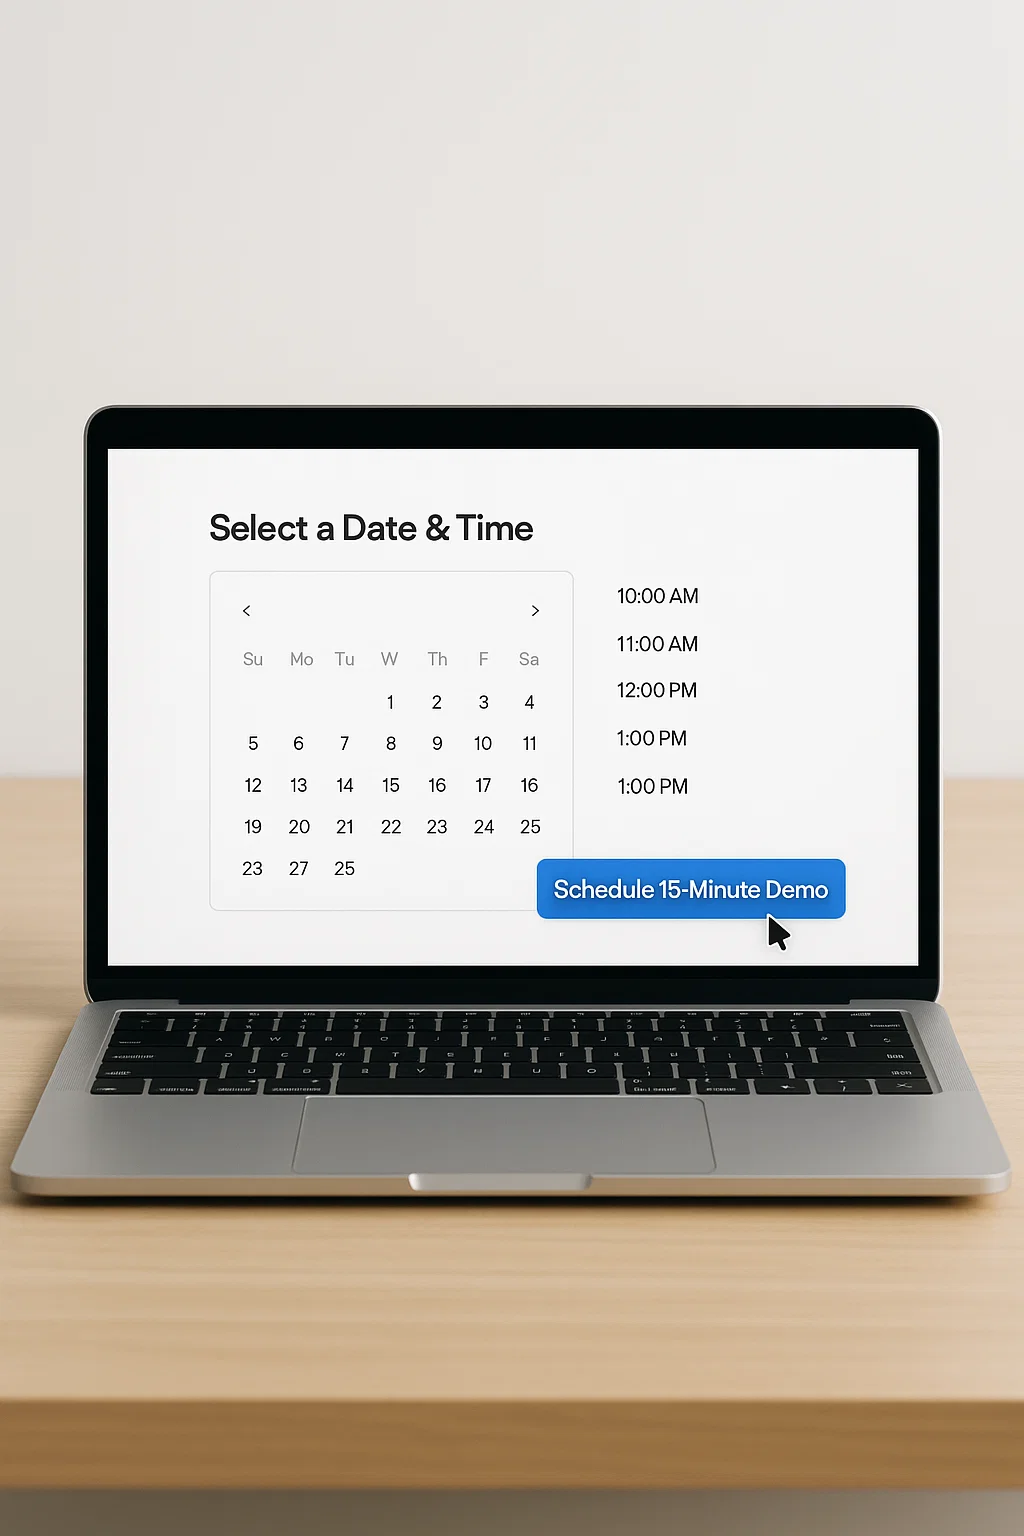 Select a Date & Time
< >
Su Mo Tu W Th F Sa
1 2 3 4
5 6 7 8 9 10 11
12 13 14 15 16 17 16
19 20 21 22 23 24 25
23 27 25
10:00 AM
11:00 AM
12:00 PM
1:00 PM
1:00 PM
Schedule 15-Minute Demo